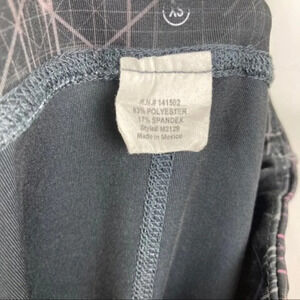 XS
RN# 141502
83% POLYESTER
17% SPANDEX
Style# M2129
Made in Mexico